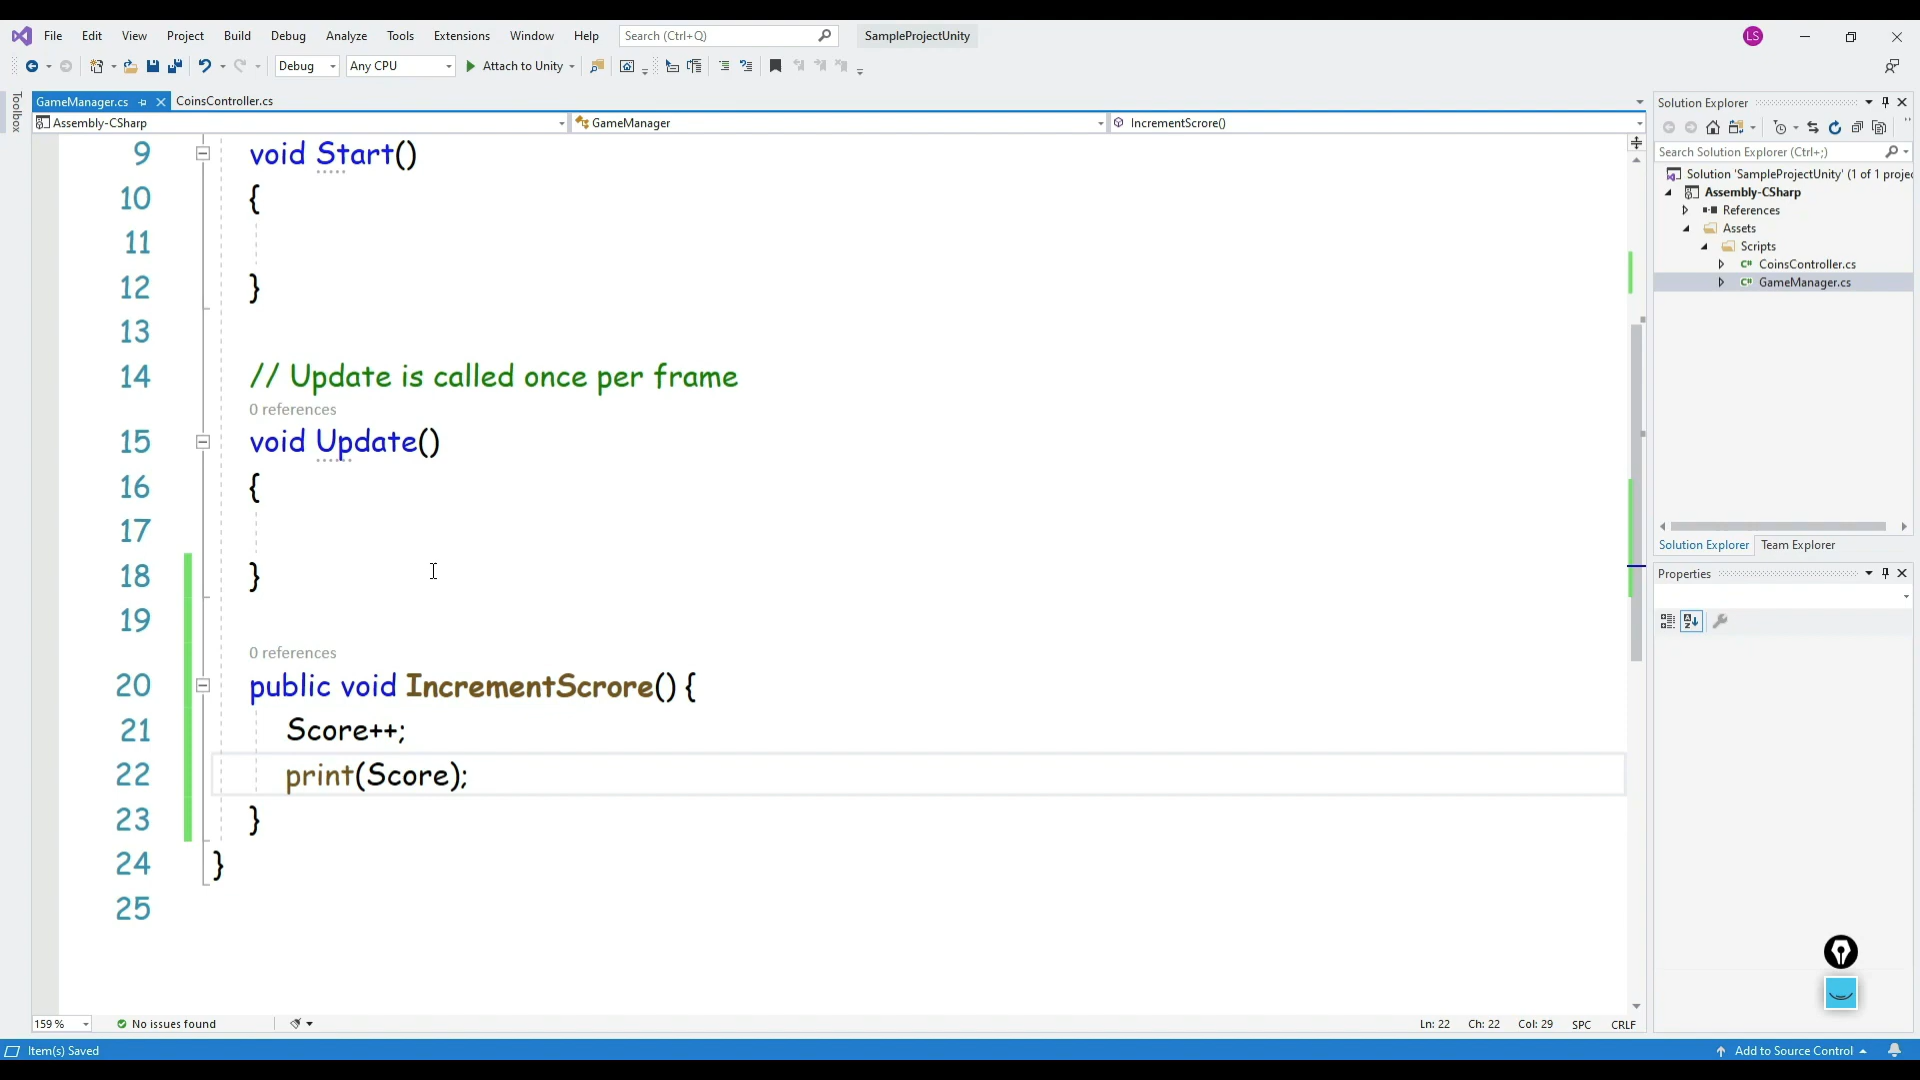 File Edit View Project Build Debug Analyze Tools Extensions Window Help Search (Ctrl+Q) SampleProjectUnity LS
Debug Any CPU Attach to Unity
Toolbox
GameManager.cs CoinsController.cs
Assembly-CSharp GameManager IncrementScrore()
9 void Start()
10 {
11
12 }
13
14 // Update is called once per frame
0 references
15 void Update()
16 {
17
18 }
19
0 references
20 public void IncrementScrore() {
21 Score++;
22 print(Score);
23 }
24 }
25
159 % No issues found Ln: 22 Ch: 22 Col: 29 SPC CRLF
Item(s) Saved Add to Source Control
Solution Explorer
Search Solution Explorer (Ctrl+;)
Solution 'SampleProjectUnity' (1 of 1 projec
Assembly-CSharp
References
Assets
Scripts
C# CoinsController.cs
C# GameManager.cs
Solution Explorer Team Explorer
Properties